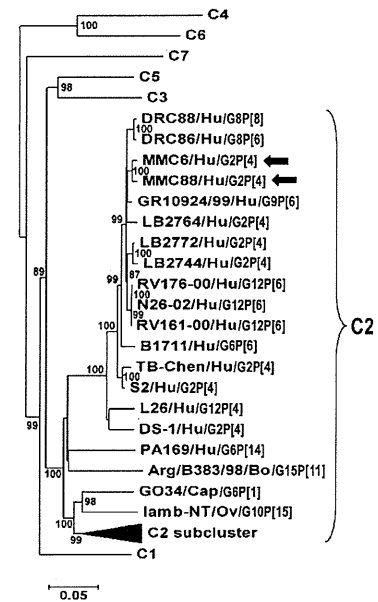 C4
100
C6
C7
C5
98
C3
DRC88/Hu/G8P[8]
100
DRC86/Hu/G8P[6]
MMC6/Hu/G2P[4]
100
MMC88/Hu/G2P[4]
GR10924/99/Hu/G9P[6]
99
LB2764/Hu/G2P[4]
LB2772/Hu/G2P[4]
100
LB2744/Hu/G2P[4]
89
99
87
RV176-00/Hu/G12P[6]
100
N26-02/Hu/G12P[6]
99
RV161-00/Hu/G12P[6]
C2
100
B1711/Hu/G6P[6]
TB-Chen/Hu/G2P[4]
100
100
S2/Hu/G2P[4]
L26/Hu/G12P[4]
99
DS-1/Hu/G2P[4]
PA169/Hu/G6P[14]
100
Arg/B383/98/Bo/G15P[11]
GO34/Cap/G6P[1]
98
lamb-NT/Ov/G10P[15]
100
C2 subcluster
99
C1
0.05